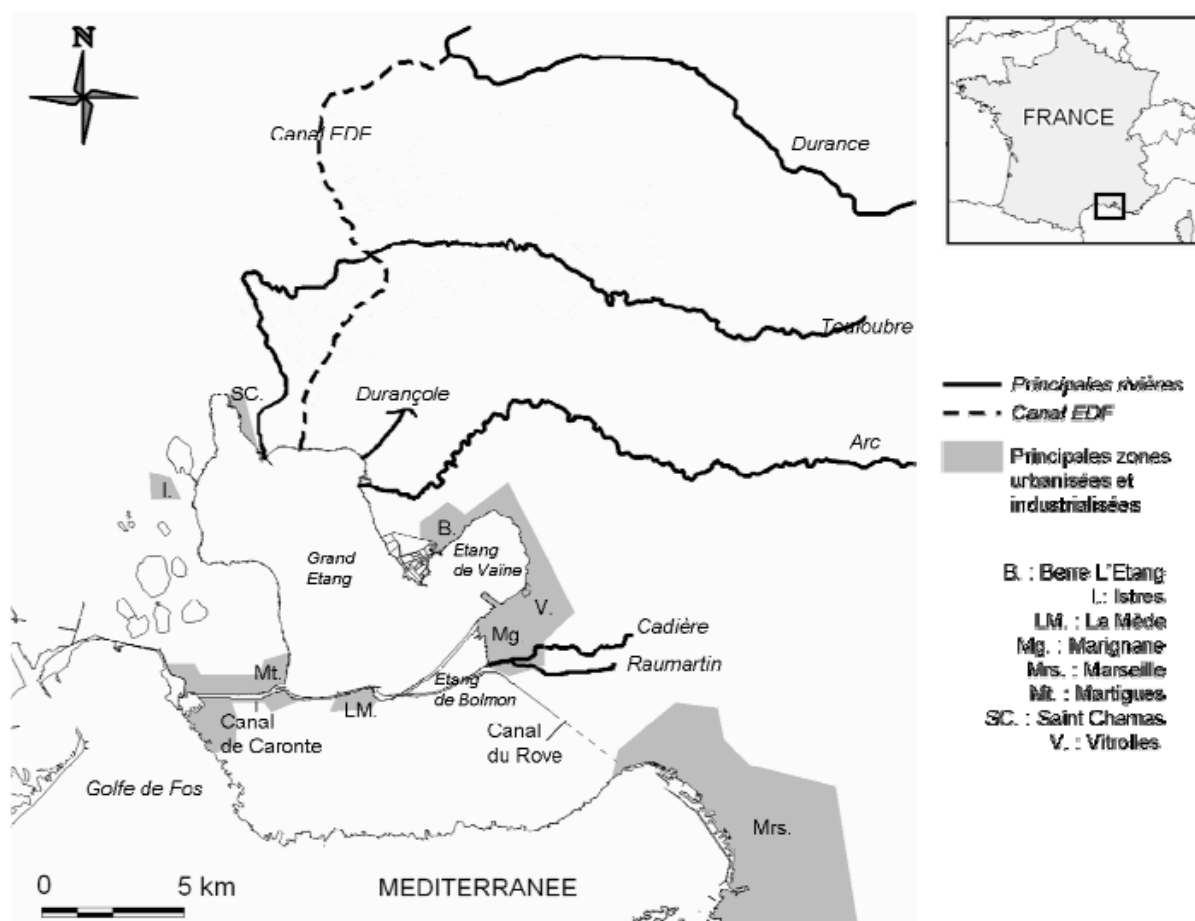 N
Canal EDF
Durance
Touloubre
SC.
Durançole
Arc
I.
B.
Grand
Etang
Etang
de Vaïne
V.
Mg
Cadière
Raumartin
Mt.
Etang
de Bolmon
LM.
Canal
de Caronte
Canal
du Rove
Golfe de Fos
Mrs.
0 5 km
MEDITERRANEE
FRANCE
Principales rivières
Canal EDF
Principales zones
urbanisées et
industrialisées
B. : Berre L'Etang
I.: Istres
LM. : La Mède
Mg. : Marignane
Mrs. : Marseille
Mt. : Martigues
SC. : Saint Chamas
V. : Vitrolles